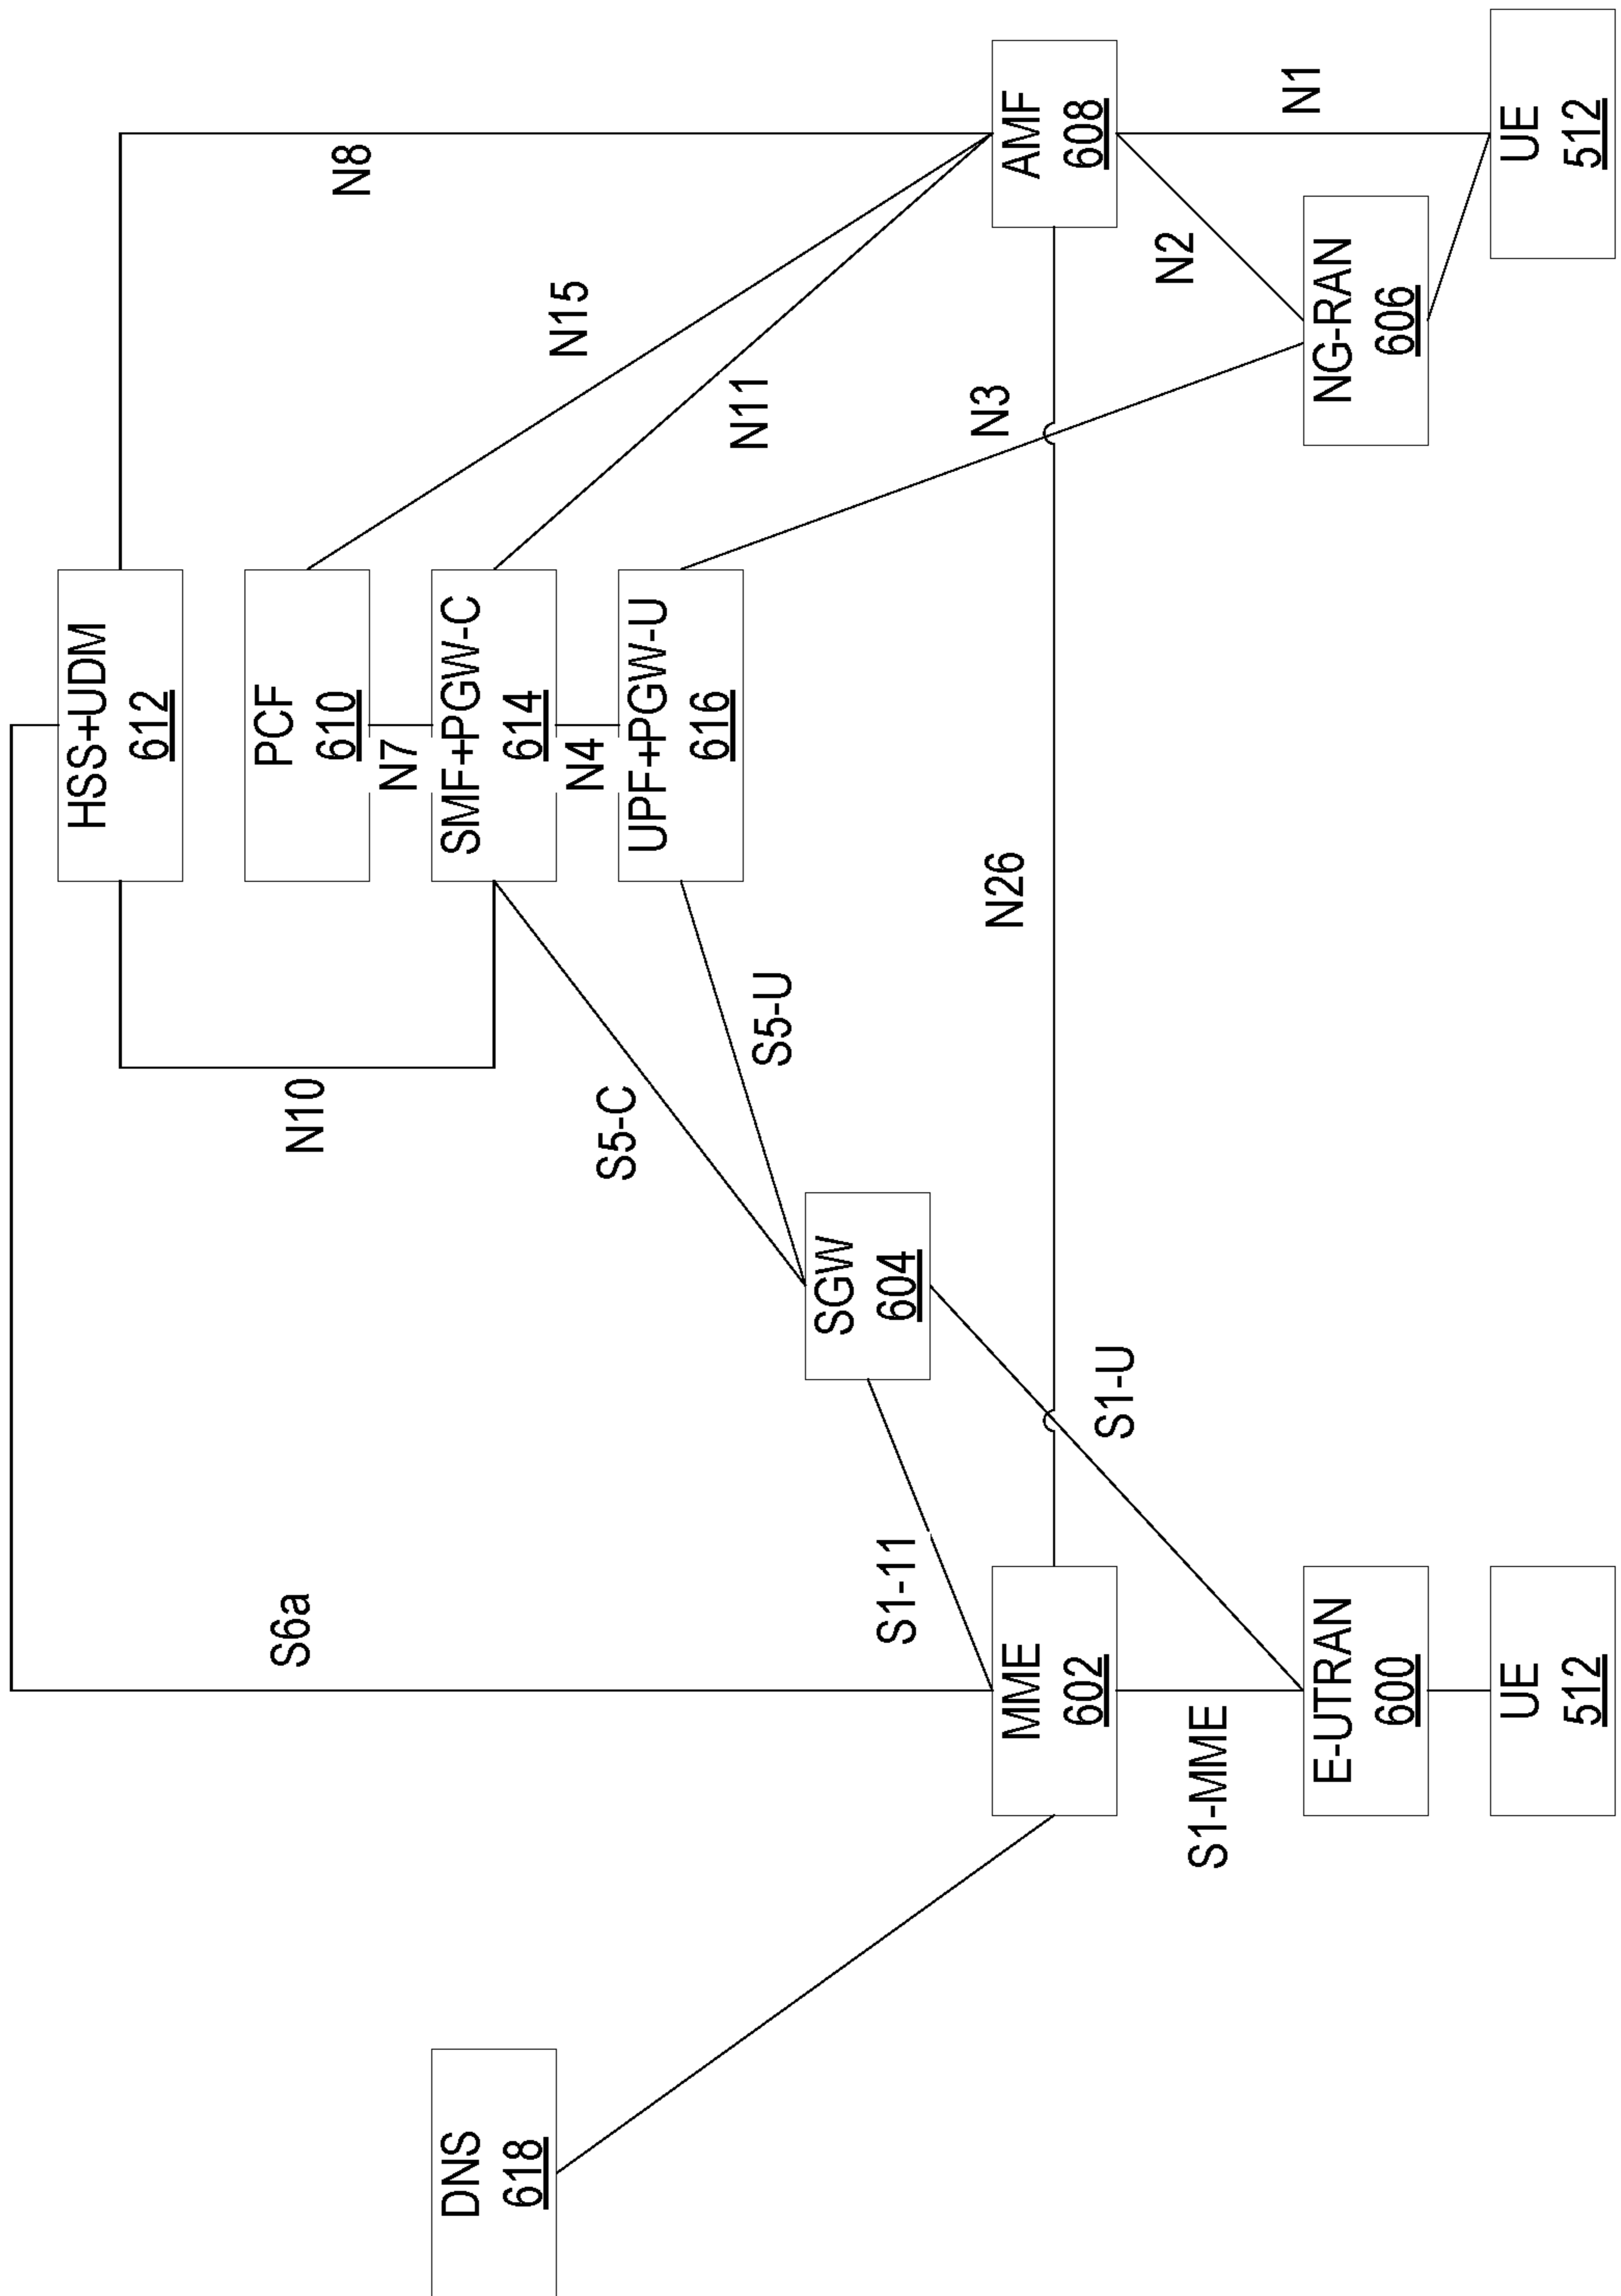 S6a
HSS+UDM
612
N10
N8
PCF
610
N7
N15
DNS
618
SMF+PGW-C
614
N4
N11
S5-C
UPF+PGW-U
616
S5-U
SGW
604
S1-11
N3
N26
MME
602
AMF
608
S1-U
S1-MME
N2
N1
E-UTRAN
600
NG-RAN
606
UE
512
UE
512